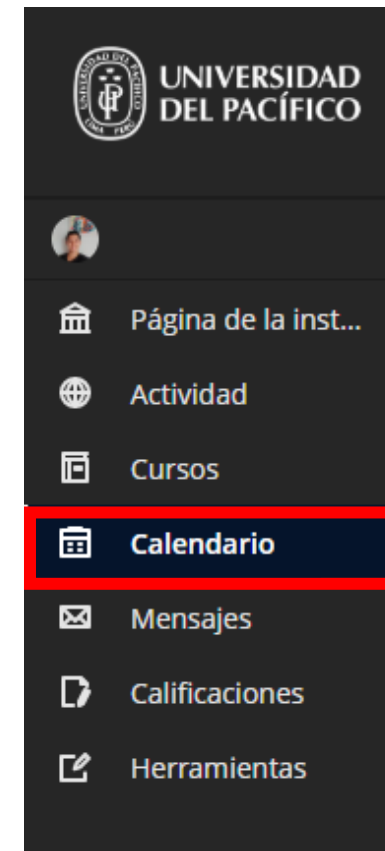 UNIVERSIDAD
DEL PACÍFICO
Página de la inst...
Actividad
Cursos
Calendario
Mensajes
Calificaciones
Herramientas